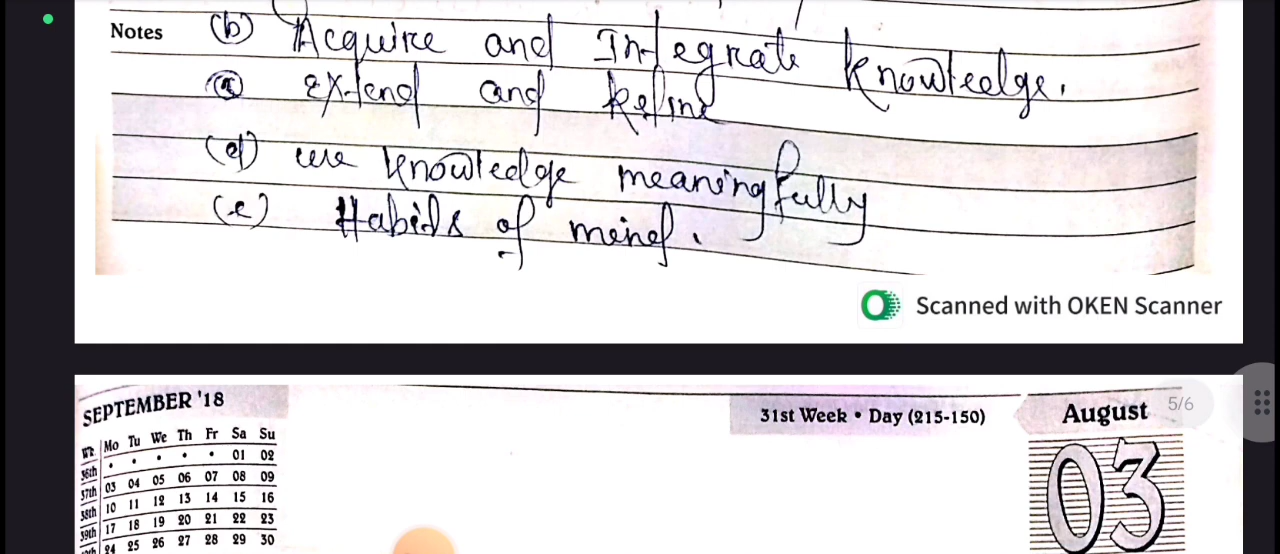 Notes (b) Acquire and Integrate knowledge.
(c) Extend and Refine
(d) use knowledge meaningfully
(e) Habits of mind.
Scanned with OKEN Scanner
SEPTEMBER '18
31st Week • Day (215-150)
August 5/6
Wk Mo Tu We Th Fr Sa Su
36th • • • • • 01 02
37th 03 04 05 06 07 08 09
38th 10 11 12 13 14 15 16
39th 17 18 19 20 21 22 23
24 25 26 27 28 29 30
03